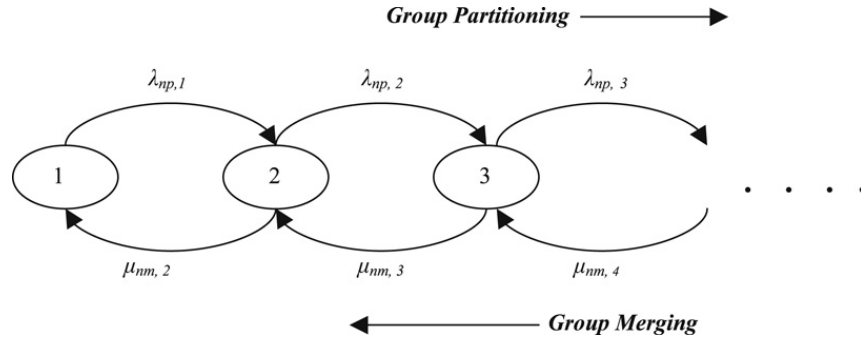 Group Partitioning
λnp,1 λnp, 2 λnp, 3
1 2 3 . . . .
μnm, 2 μnm, 3 μnm, 4
Group Merging